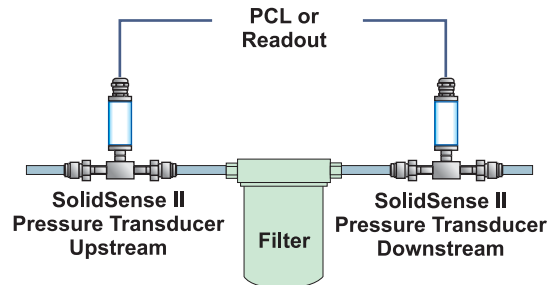 PCL or
Readout
SolidSense II
Pressure Transducer
Upstream
Filter
SolidSense II
Pressure Transducer
Downstream